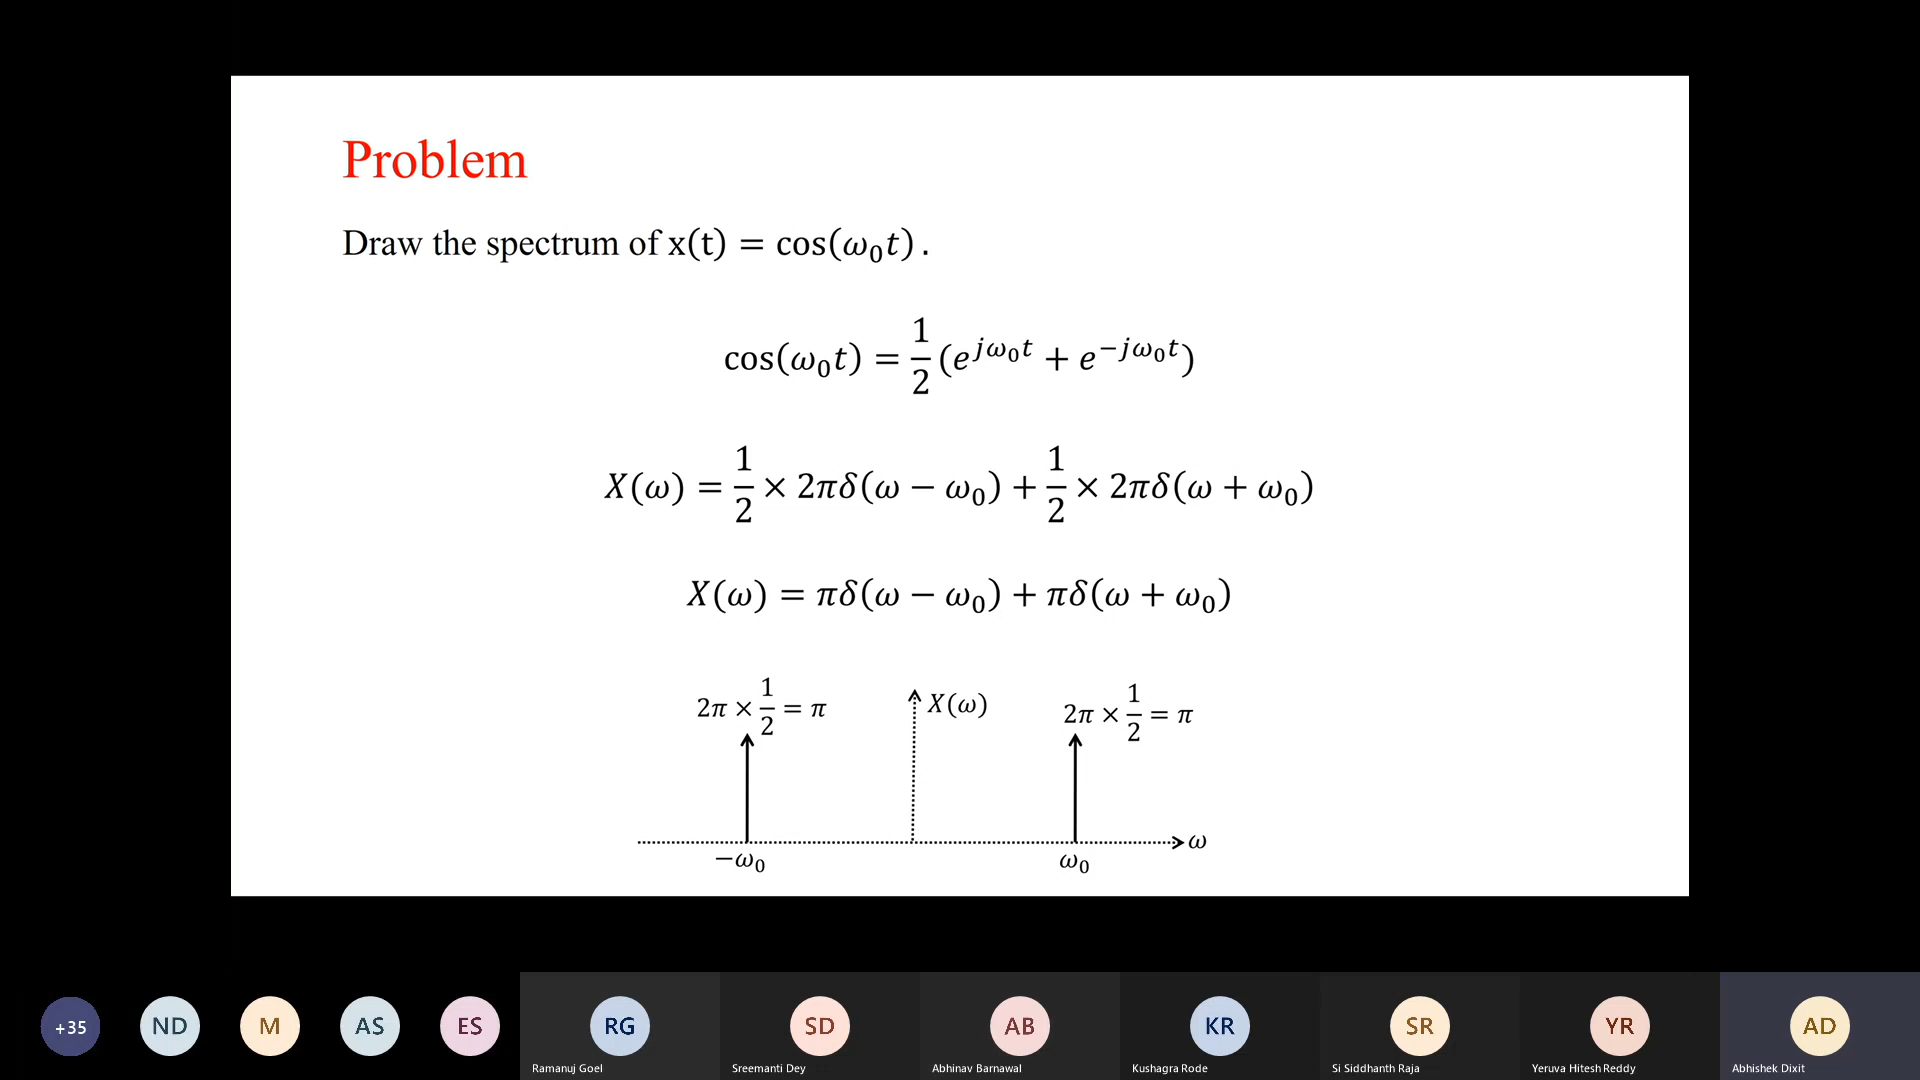 Problem
Draw the spectrum of x(t) = cos(ω₀t).
cos(ω₀t) = 1/2 (e^{jω₀t} + e^{−jω₀t})
X(ω) = 1/2 × 2πδ(ω − ω₀) + 1/2 × 2πδ(ω + ω₀)
X(ω) = πδ(ω − ω₀) + πδ(ω + ω₀)
2π × 1/2 = π
X(ω)
2π × 1/2 = π
ω
−ω₀
ω₀
+35
ND
M
AS
ES
RG
SD
AB
KR
SR
YR
AD
Ramanuj Goel
Sreemanti Dey
Abhinav Barnawal
Kushagra Rode
Si Siddhanth Raja
Yeruva Hitesh Reddy
Abhishek Dixit